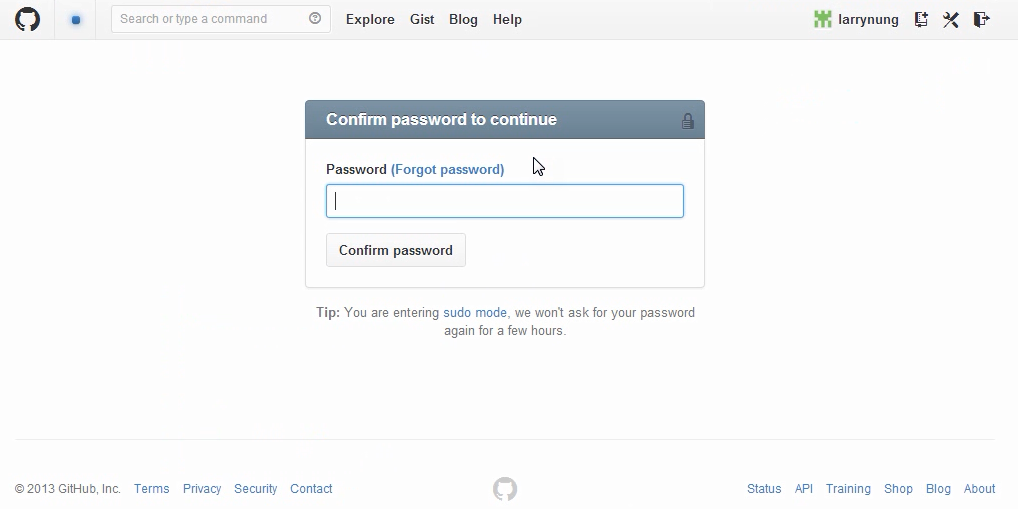 Search or type a command Explore Gist Blog Help larrynung
Confirm password to continue
Password (Forgot password)
Confirm password
Tip: You are entering sudo mode, we won't ask for your password
again for a few hours.
© 2013 GitHub, Inc. Terms Privacy Security Contact Status API Training Shop Blog About